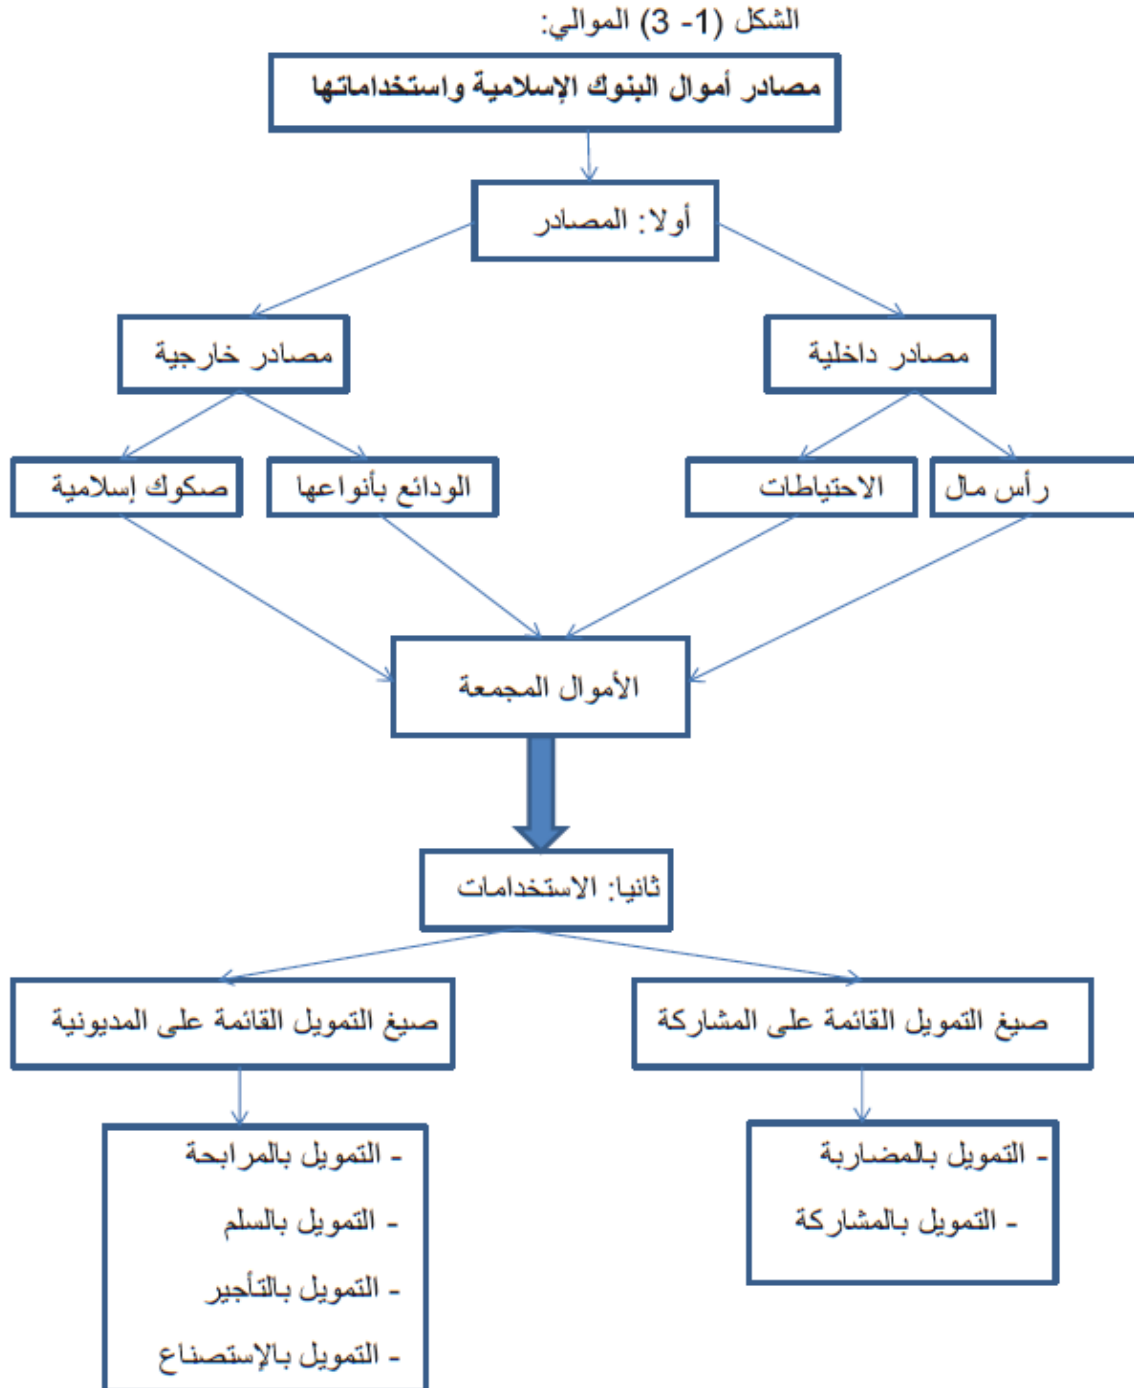 الشكل (1- 3) الموالي:
مصادر أموال البنوك الإسلامية واستخداماتها
أولا: المصادر
مصادر داخلية
مصادر خارجية
رأس مال
الاحتياطات
الودائع بأنواعها
صكوك إسلامية
الأموال المجمعة
ثانيا: الاستخدامات
صيغ التمويل القائمة على المشاركة
صيغ التمويل القائمة على المديونية
- التمويل بالمضاربة
- التمويل بالمشاركة
- التمويل بالمرابحة
- التمويل بالسلم
- التمويل بالتأجير
- التمويل بالإستصناع